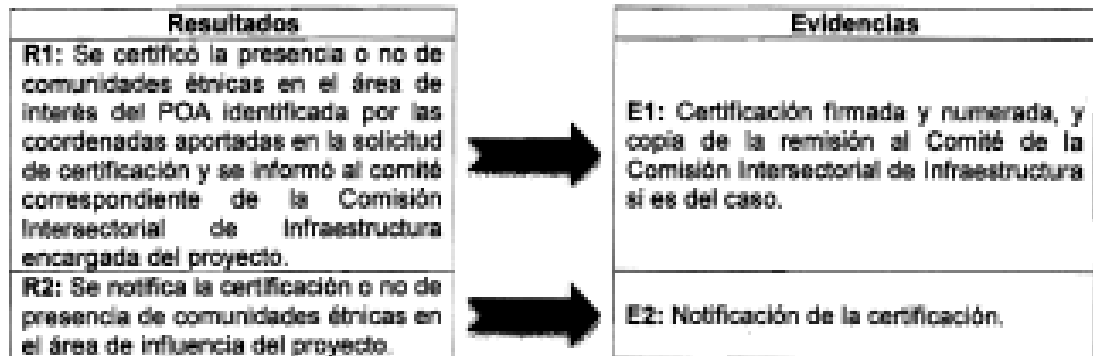 Resultados
R1: Se certificó la presencia o no de
comunidades étnicas en el área de
interés del POA identificada por las
coordenadas aportadas en la solicitud
de certificación y se informó al comité
correspondiente de la Comisión
Intersectorial de Infraestructura
encargada del proyecto.
R2: Se notifica la certificación o no de
presencia de comunidades étnicas en
el área de influencia del proyecto.
Evidencias
E1: Certificación firmada y numerada, y
copia de la remisión al Comité de la
Comisión Intersectorial de Infraestructura
si es del caso.
E2: Notificación de la certificación.